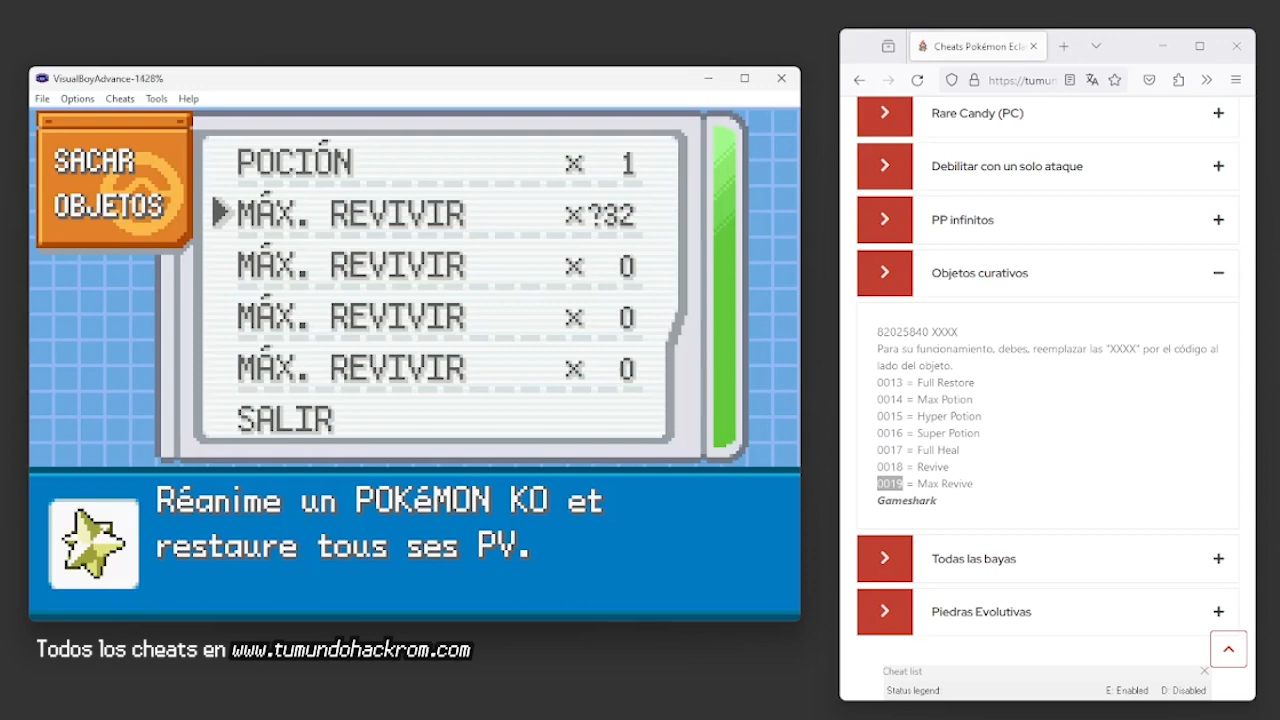 VisualBoyAdvance-1428%
File Options Cheats Tools Help
SACAR
OBJETOS
POCIÓN × 1
MÁX. REVIVIR ×?32
MÁX. REVIVIR × 0
MÁX. REVIVIR × 0
MÁX. REVIVIR × 0
SALIR
Réanime un POKéMON KO et
restaure tous ses PV.
Todos los cheats en www.tumundohackrom.com
Cheats Pokémon Ecla
https://tumun
Rare Candy (PC)
Debilitar con un solo ataque
PP infinitos
Objetos curativos
82025840 XXXX
Para su funcionamiento, debes, reemplazar las "XXXX" por el código al
lado del objeto.
0013 = Full Restore
0014 = Max Potion
0015 = Hyper Potion
0016 = Super Potion
0017 = Full Heal
0018 = Revive
0019 = Max Revive
Gameshark
Todas las bayas
Piedras Evolutivas
Cheat list
Status legend E: Enabled D: Disabled